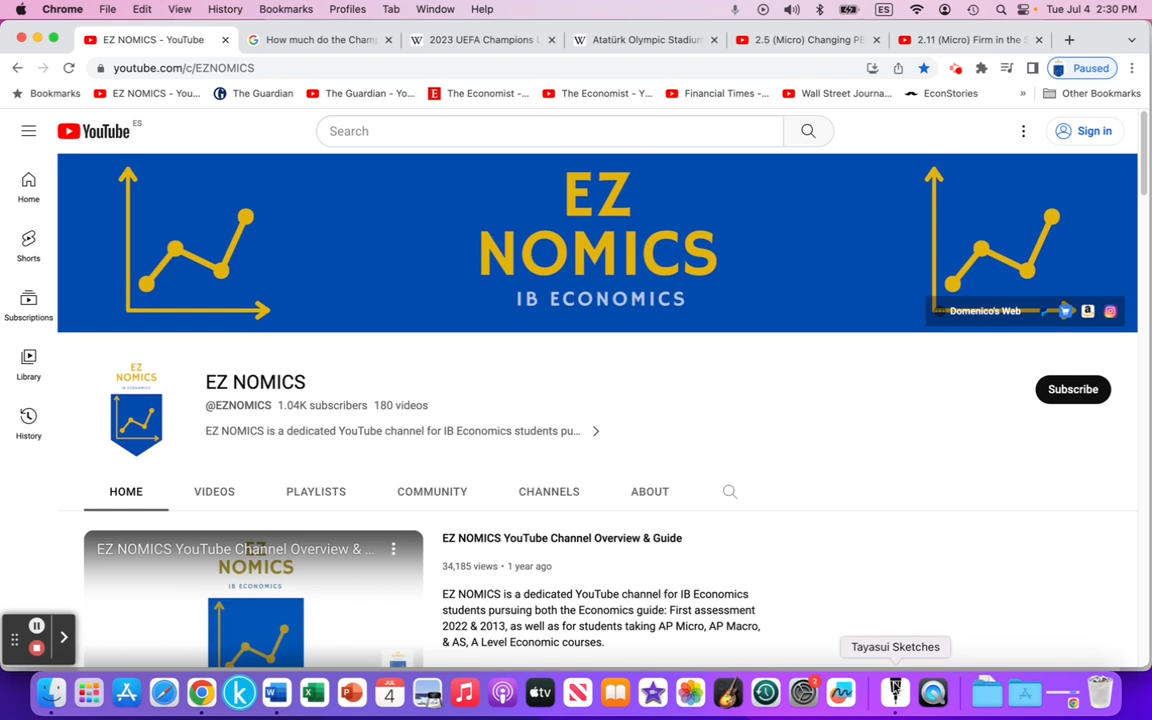 Chrome File Edit View History Bookmarks Profiles Tab Window Help ES Tue Jul 4 2:30 PM
EZ NOMICS - YouTube How much do the Cham 2023 UEFA Champions L Atatürk Olympic Stadium 2.5 (Micro) Changing PE 2.11 (Micro) Firm in the S
youtube.com/c/EZNOMICS Paused
Bookmarks EZ NOMICS - You... The Guardian The Guardian - Yo... The Economist -... The Economist - Y... Financial Times -... Wall Street Journa... EconStories » Other Bookmarks
YouTube ES Search Sign in
EZ
NOMICS
IB ECONOMICS
Domenico's Web
Home
Shorts
Subscriptions
Library
History
EZ
NOMICS
IB ECONOMICS
EZ NOMICS
@EZNOMICS 1.04K subscribers 180 videos
EZ NOMICS is a dedicated YouTube channel for IB Economics students pu...
Subscribe
HOME VIDEOS PLAYLISTS COMMUNITY CHANNELS ABOUT
EZ NOMICS YouTube Channel Overview & ...
NOMICS
IB ECONOMICS
EZ NOMICS YouTube Channel Overview & Guide
34,185 views • 1 year ago
EZ NOMICS is a dedicated YouTube channel for IB Economics
students pursuing both the Economics guide: First assessment
2022 & 2013, as well as for students taking AP Micro, AP Macro,
& AS, A Level Economic courses.
Tayasui Sketches
JUL
4
tv
2